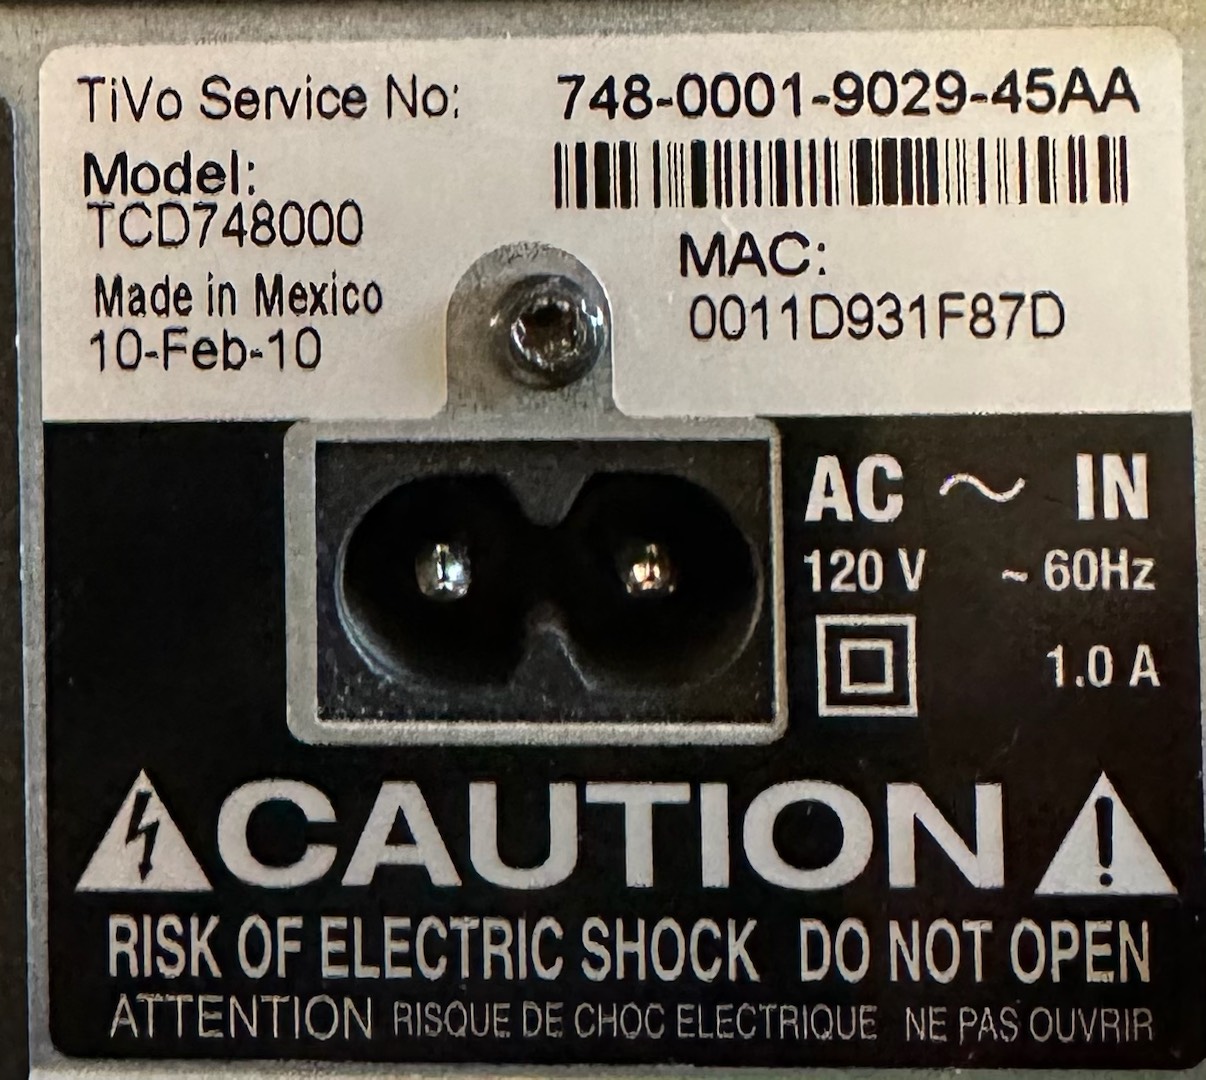 TiVo Service No: 748-0001-9029-45AA
Model:
TCD748000
MAC:
Made in Mexico
0011D931F87D
10-Feb-10
AC ~ IN
120 V ~ 60Hz
1.0 A
CAUTION
RISK OF ELECTRIC SHOCK DO NOT OPEN
ATTENTION RISQUE DE CHOC ELECTRIQUE NE PAS OUVRIR